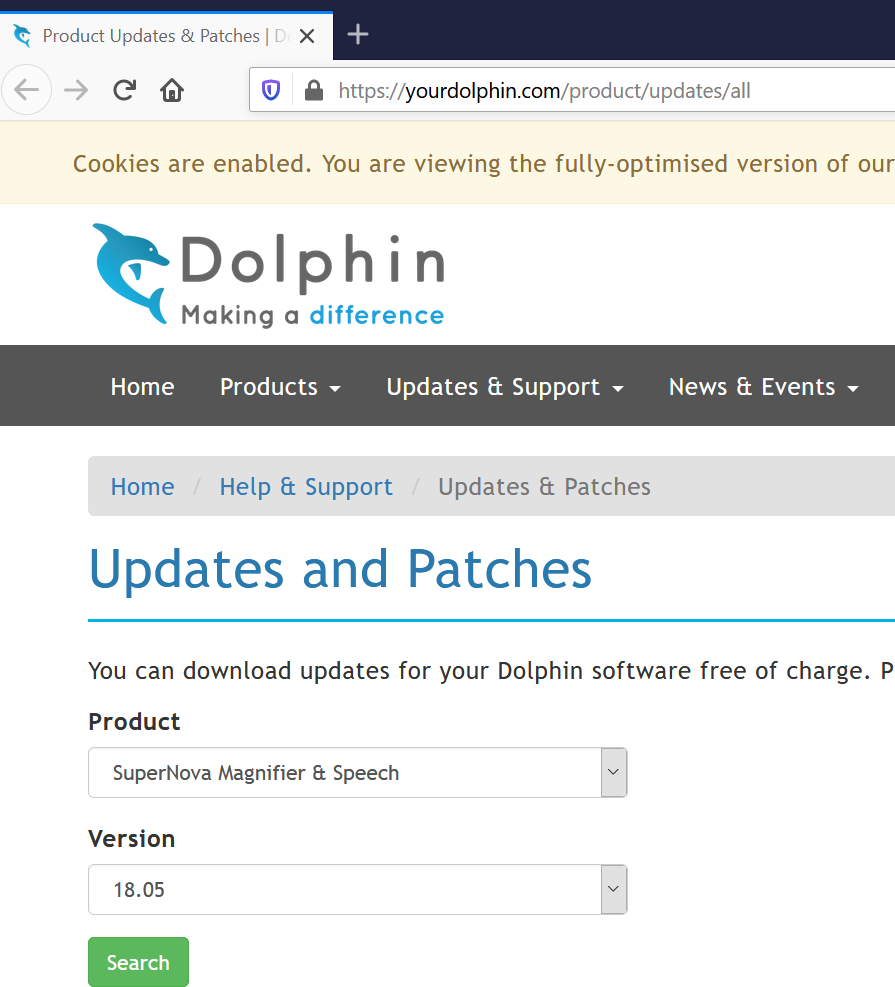 Product Updates & Patches | Do
https://yourdolphin.com/product/updates/all
Cookies are enabled. You are viewing the fully-optimised version of our
Dolphin
Making a difference
Home Products Updates & Support News & Events
Home / Help & Support / Updates & Patches
Updates and Patches
You can download updates for your Dolphin software free of charge. P
Product
SuperNova Magnifier & Speech
Version
18.05
Search